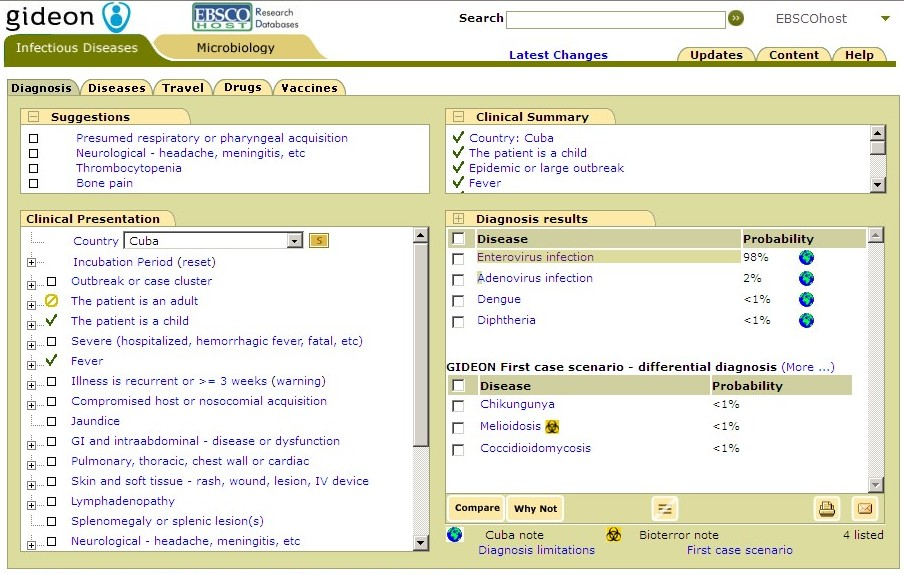 gideon
EBSCO HOST Research Databases
Search
EBSCOhost
Infectious Diseases
Microbiology
Latest Changes
Updates
Content
Help
Diagnosis
Diseases
Travel
Drugs
Vaccines
Suggestions
Presumed respiratory or pharyngeal acquisition
Neurological - headache, meningitis, etc
Thrombocytopenia
Bone pain
Clinical Summary
Country: Cuba
The patient is a child
Epidemic or large outbreak
Fever
Clinical Presentation
Country Cuba S
Incubation Period (reset)
Outbreak or case cluster
The patient is an adult
The patient is a child
Severe (hospitalized, hemorrhagic fever, fatal, etc)
Fever
Illness is recurrent or >= 3 weeks (warning)
Compromised host or nosocomial acquisition
Jaundice
GI and intraabdominal - disease or dysfunction
Pulmonary, thoracic, chest wall or cardiac
Skin and soft tissue - rash, wound, lesion, IV device
Lymphadenopathy
Splenomegaly or splenic lesion(s)
Neurological - headache, meningitis, etc
Diagnosis results
Disease Probability
Enterovirus infection 98%
Adenovirus infection 2%
Dengue <1%
Diphtheria <1%
GIDEON First case scenario - differential diagnosis (More ...)
Disease Probability
Chikungunya <1%
Melioidosis <1%
Coccidioidomycosis <1%
Compare
Why Not
Cuba note
Bioterror note
4 listed
Diagnosis limitations
First case scenario